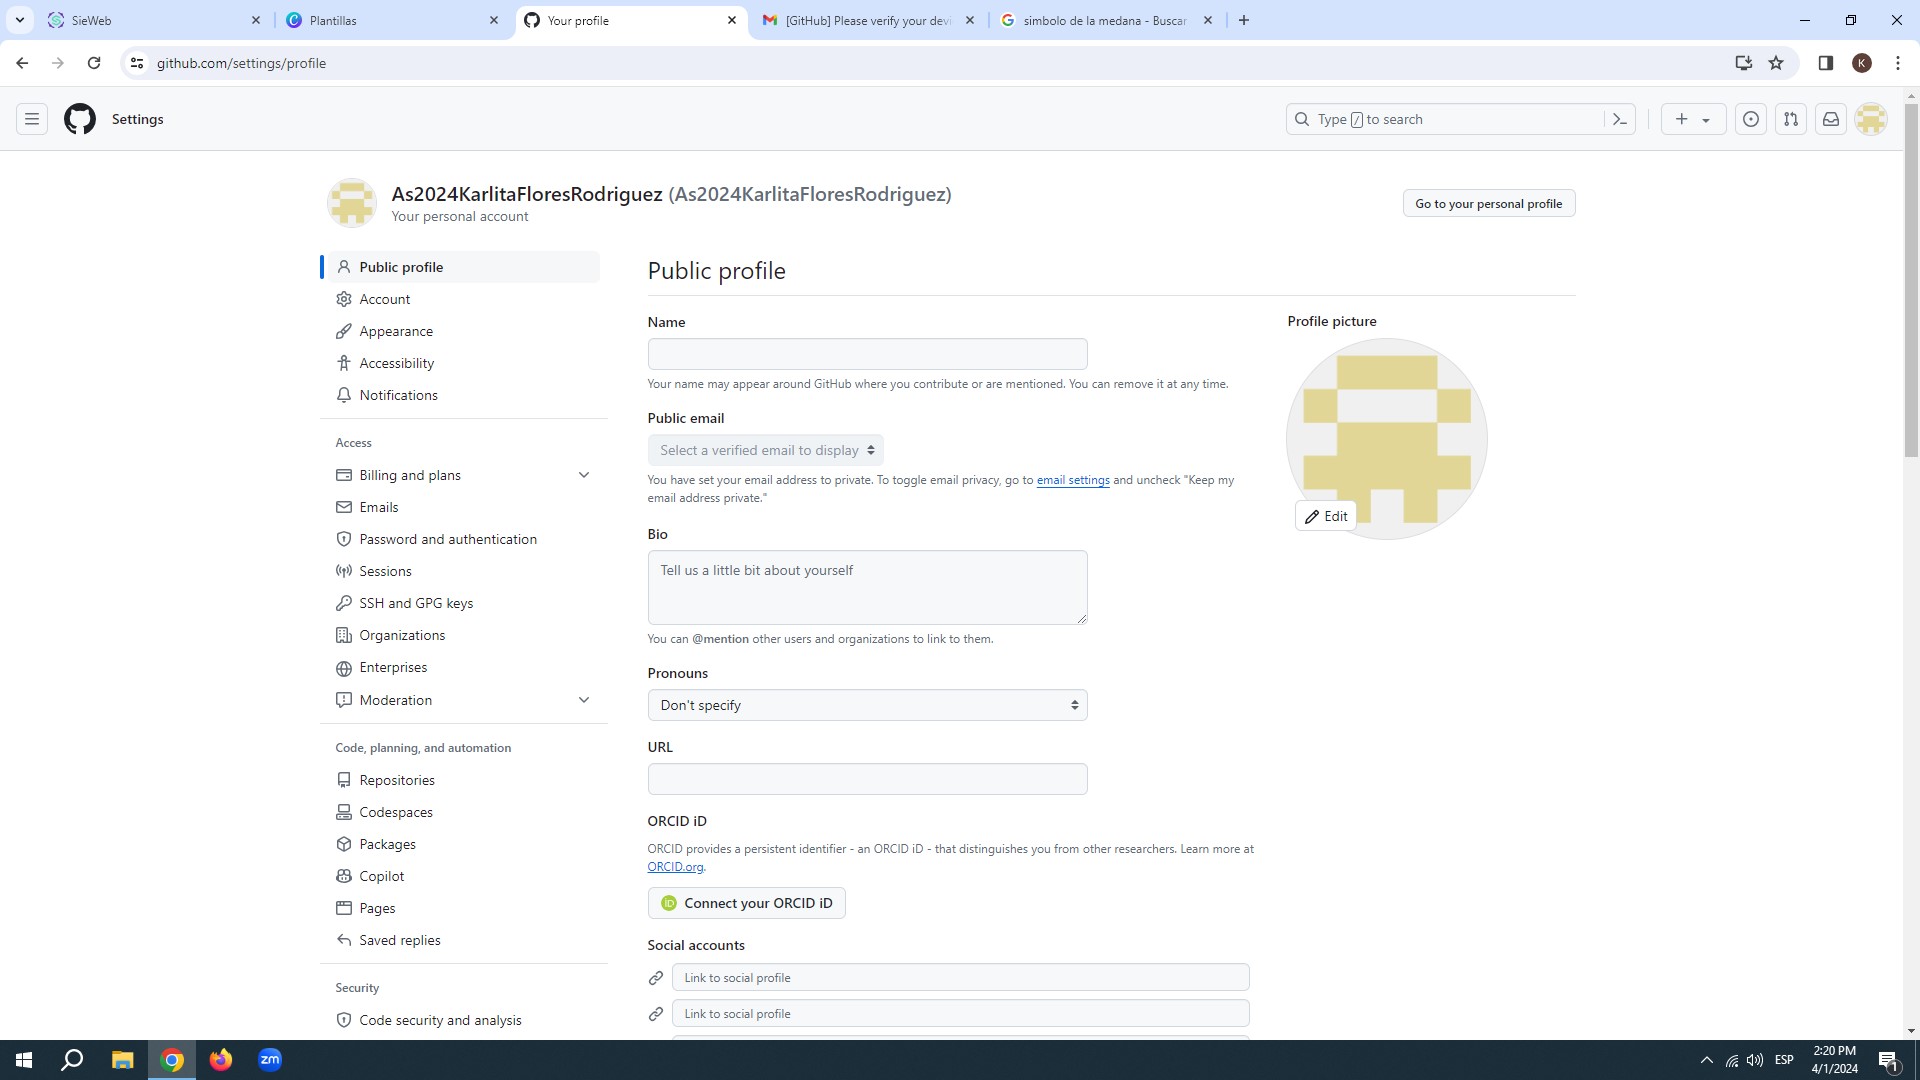 SieWeb
Plantillas
Your profile
[GitHub] Please verify your devi
simbolo de la medana - Buscar
github.com/settings/profile
K
Settings
Type / to search
As2024KarlitaFloresRodriguez (As2024KarlitaFloresRodriguez)
Your personal account
Go to your personal profile
Public profile
Account
Appearance
Accessibility
Notifications
Access
Billing and plans
Emails
Password and authentication
Sessions
SSH and GPG keys
Organizations
Enterprises
Moderation
Code, planning, and automation
Repositories
Codespaces
Packages
Copilot
Pages
Saved replies
Security
Code security and analysis
Public profile
Name
Your name may appear around GitHub where you contribute or are mentioned. You can remove it at any time.
Public email
Select a verified email to display
You have set your email address to private. To toggle email privacy, go to email settings and uncheck "Keep my
email address private."
Bio
Tell us a little bit about yourself
You can @mention other users and organizations to link to them.
Pronouns
Don't specify
URL
ORCID iD
ORCID provides a persistent identifier - an ORCID iD - that distinguishes you from other researchers. Learn more at
ORCID.org.
iD Connect your ORCID iD
Social accounts
Link to social profile
Link to social profile
Profile picture
Edit
zm
ESP
2:20 PM
4/1/2024
1